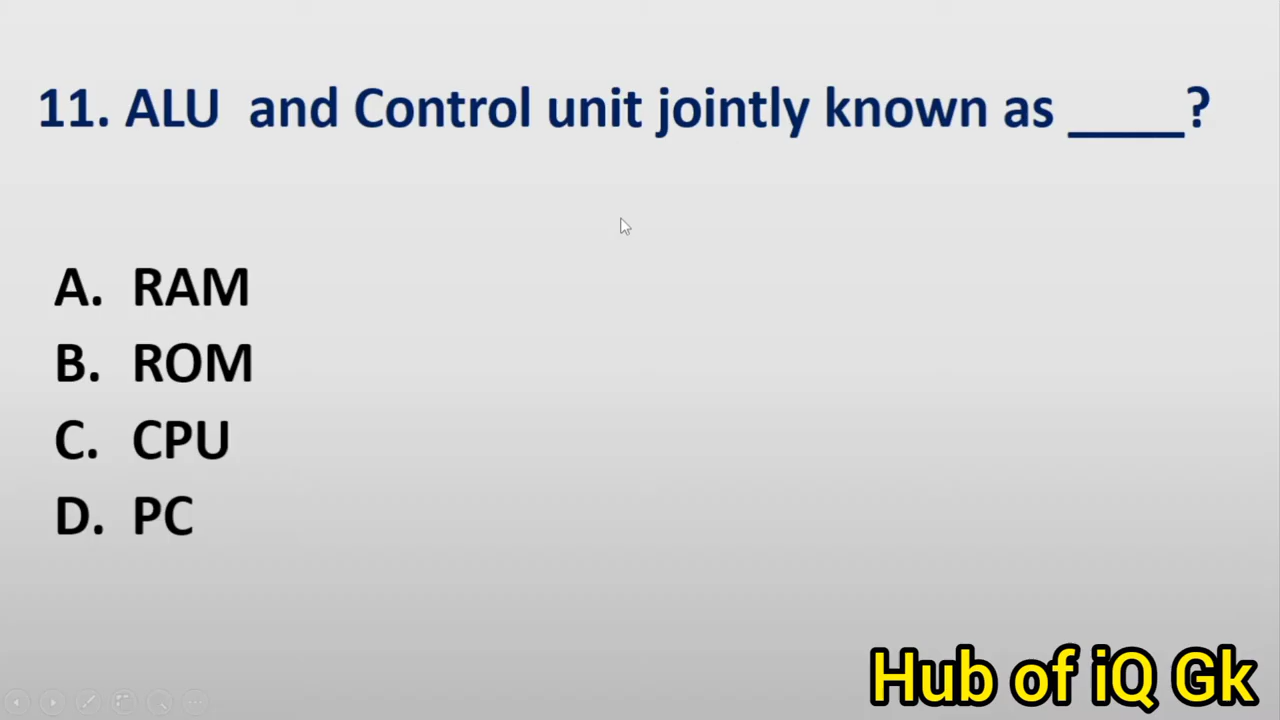 11. ALU and Control unit jointly known as _____?
A. RAM
B. ROM
C. CPU
D. PC
Hub of iQ Gk